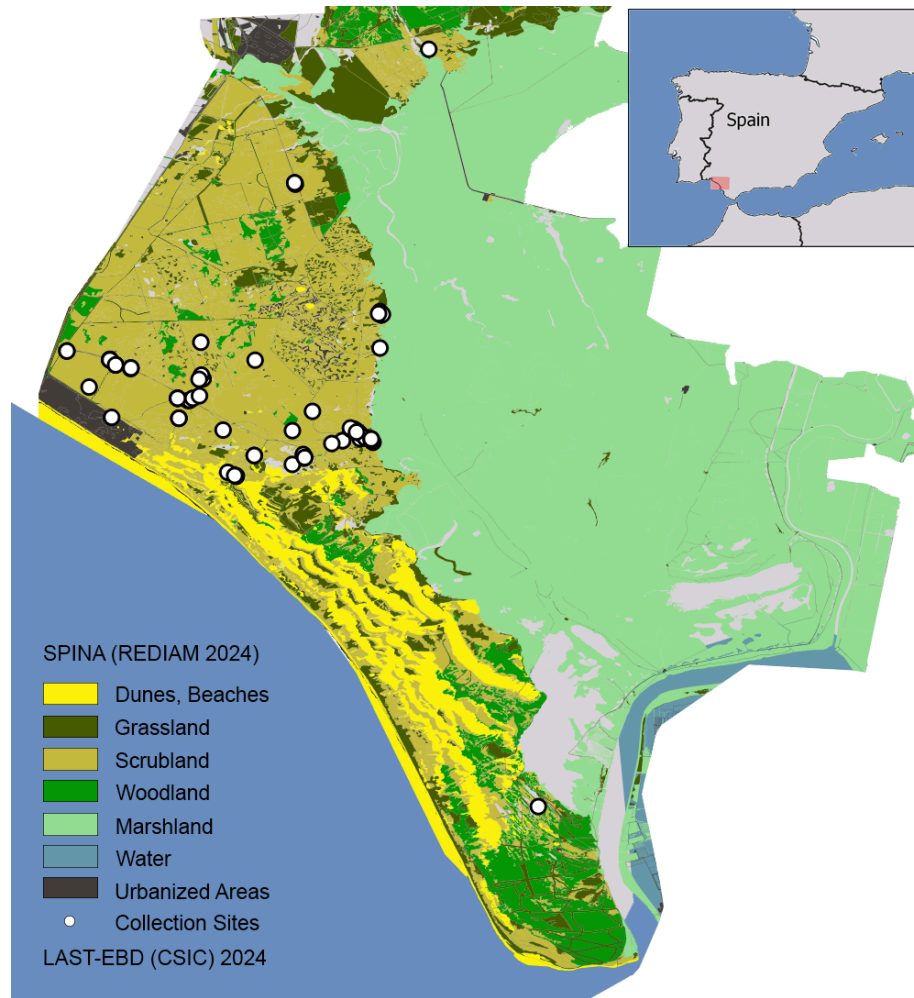 Spain
SPINA (REDIAM 2024)
Dunes, Beaches
Grassland
Scrubland
Woodland
Marshland
Water
Urbanized Areas
Collection Sites
LAST-EBD (CSIC) 2024